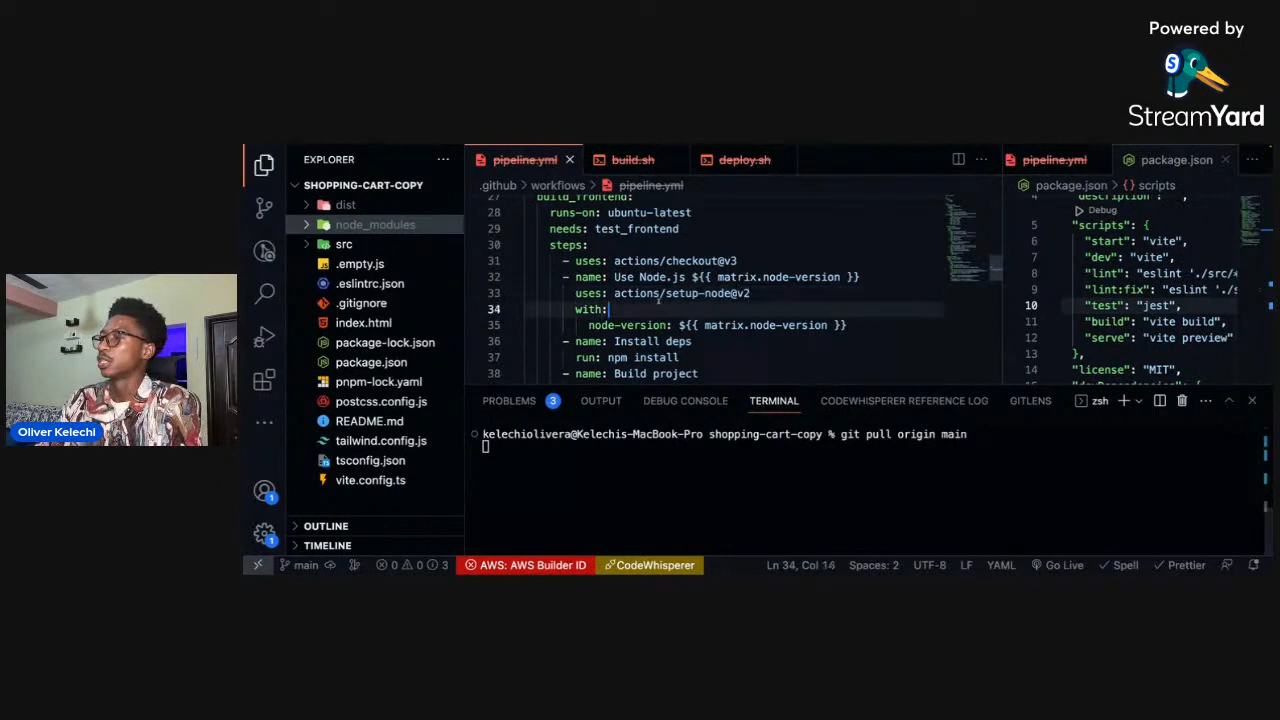 Powered by
StreamYard
EXPLORER
SHOPPING-CART-COPY
dist
node_modules
src
.empty.js
.eslintrc.json
.gitignore
index.html
package-lock.json
package.json
pnpm-lock.yaml
postcss.config.js
README.md
tailwind.config.js
tsconfig.json
vite.config.ts
OUTLINE
TIMELINE
pipeline.yml
build.sh
deploy.sh
.github > workflows > pipeline.yml
27 build_frontend:
28 runs-on: ubuntu-latest
29 needs: test_frontend
30 steps:
31 - uses: actions/checkout@v3
32 - name: Use Node.js ${{ matrix.node-version }}
33 uses: actions/setup-node@v2
34 with:
35 node-version: ${{ matrix.node-version }}
36 - name: Install deps
37 run: npm install
38 - name: Build project
pipeline.yml
package.json
package.json > {} scripts
4 "description": "",
Debug
5 "scripts": {
6 "start": "vite",
7 "dev": "vite",
8 "lint": "eslint './src/*
9 "lint:fix": "eslint './s
10 "test": "jest",
11 "build": "vite build",
12 "serve": "vite preview"
13 },
14 "license": "MIT",
PROBLEMS 3
OUTPUT
DEBUG CONSOLE
TERMINAL
CODEWHISPERER REFERENCE LOG
GITLENS
zsh
kelechiolivera@Kelechis-MacBook-Pro shopping-cart-copy % git pull origin main
Oliver Kelechi
1
1
main
0 0 3
AWS: AWS Builder ID
CodeWhisperer
Ln 34, Col 14
Spaces: 2
UTF-8
LF
YAML
Go Live
Spell
Prettier